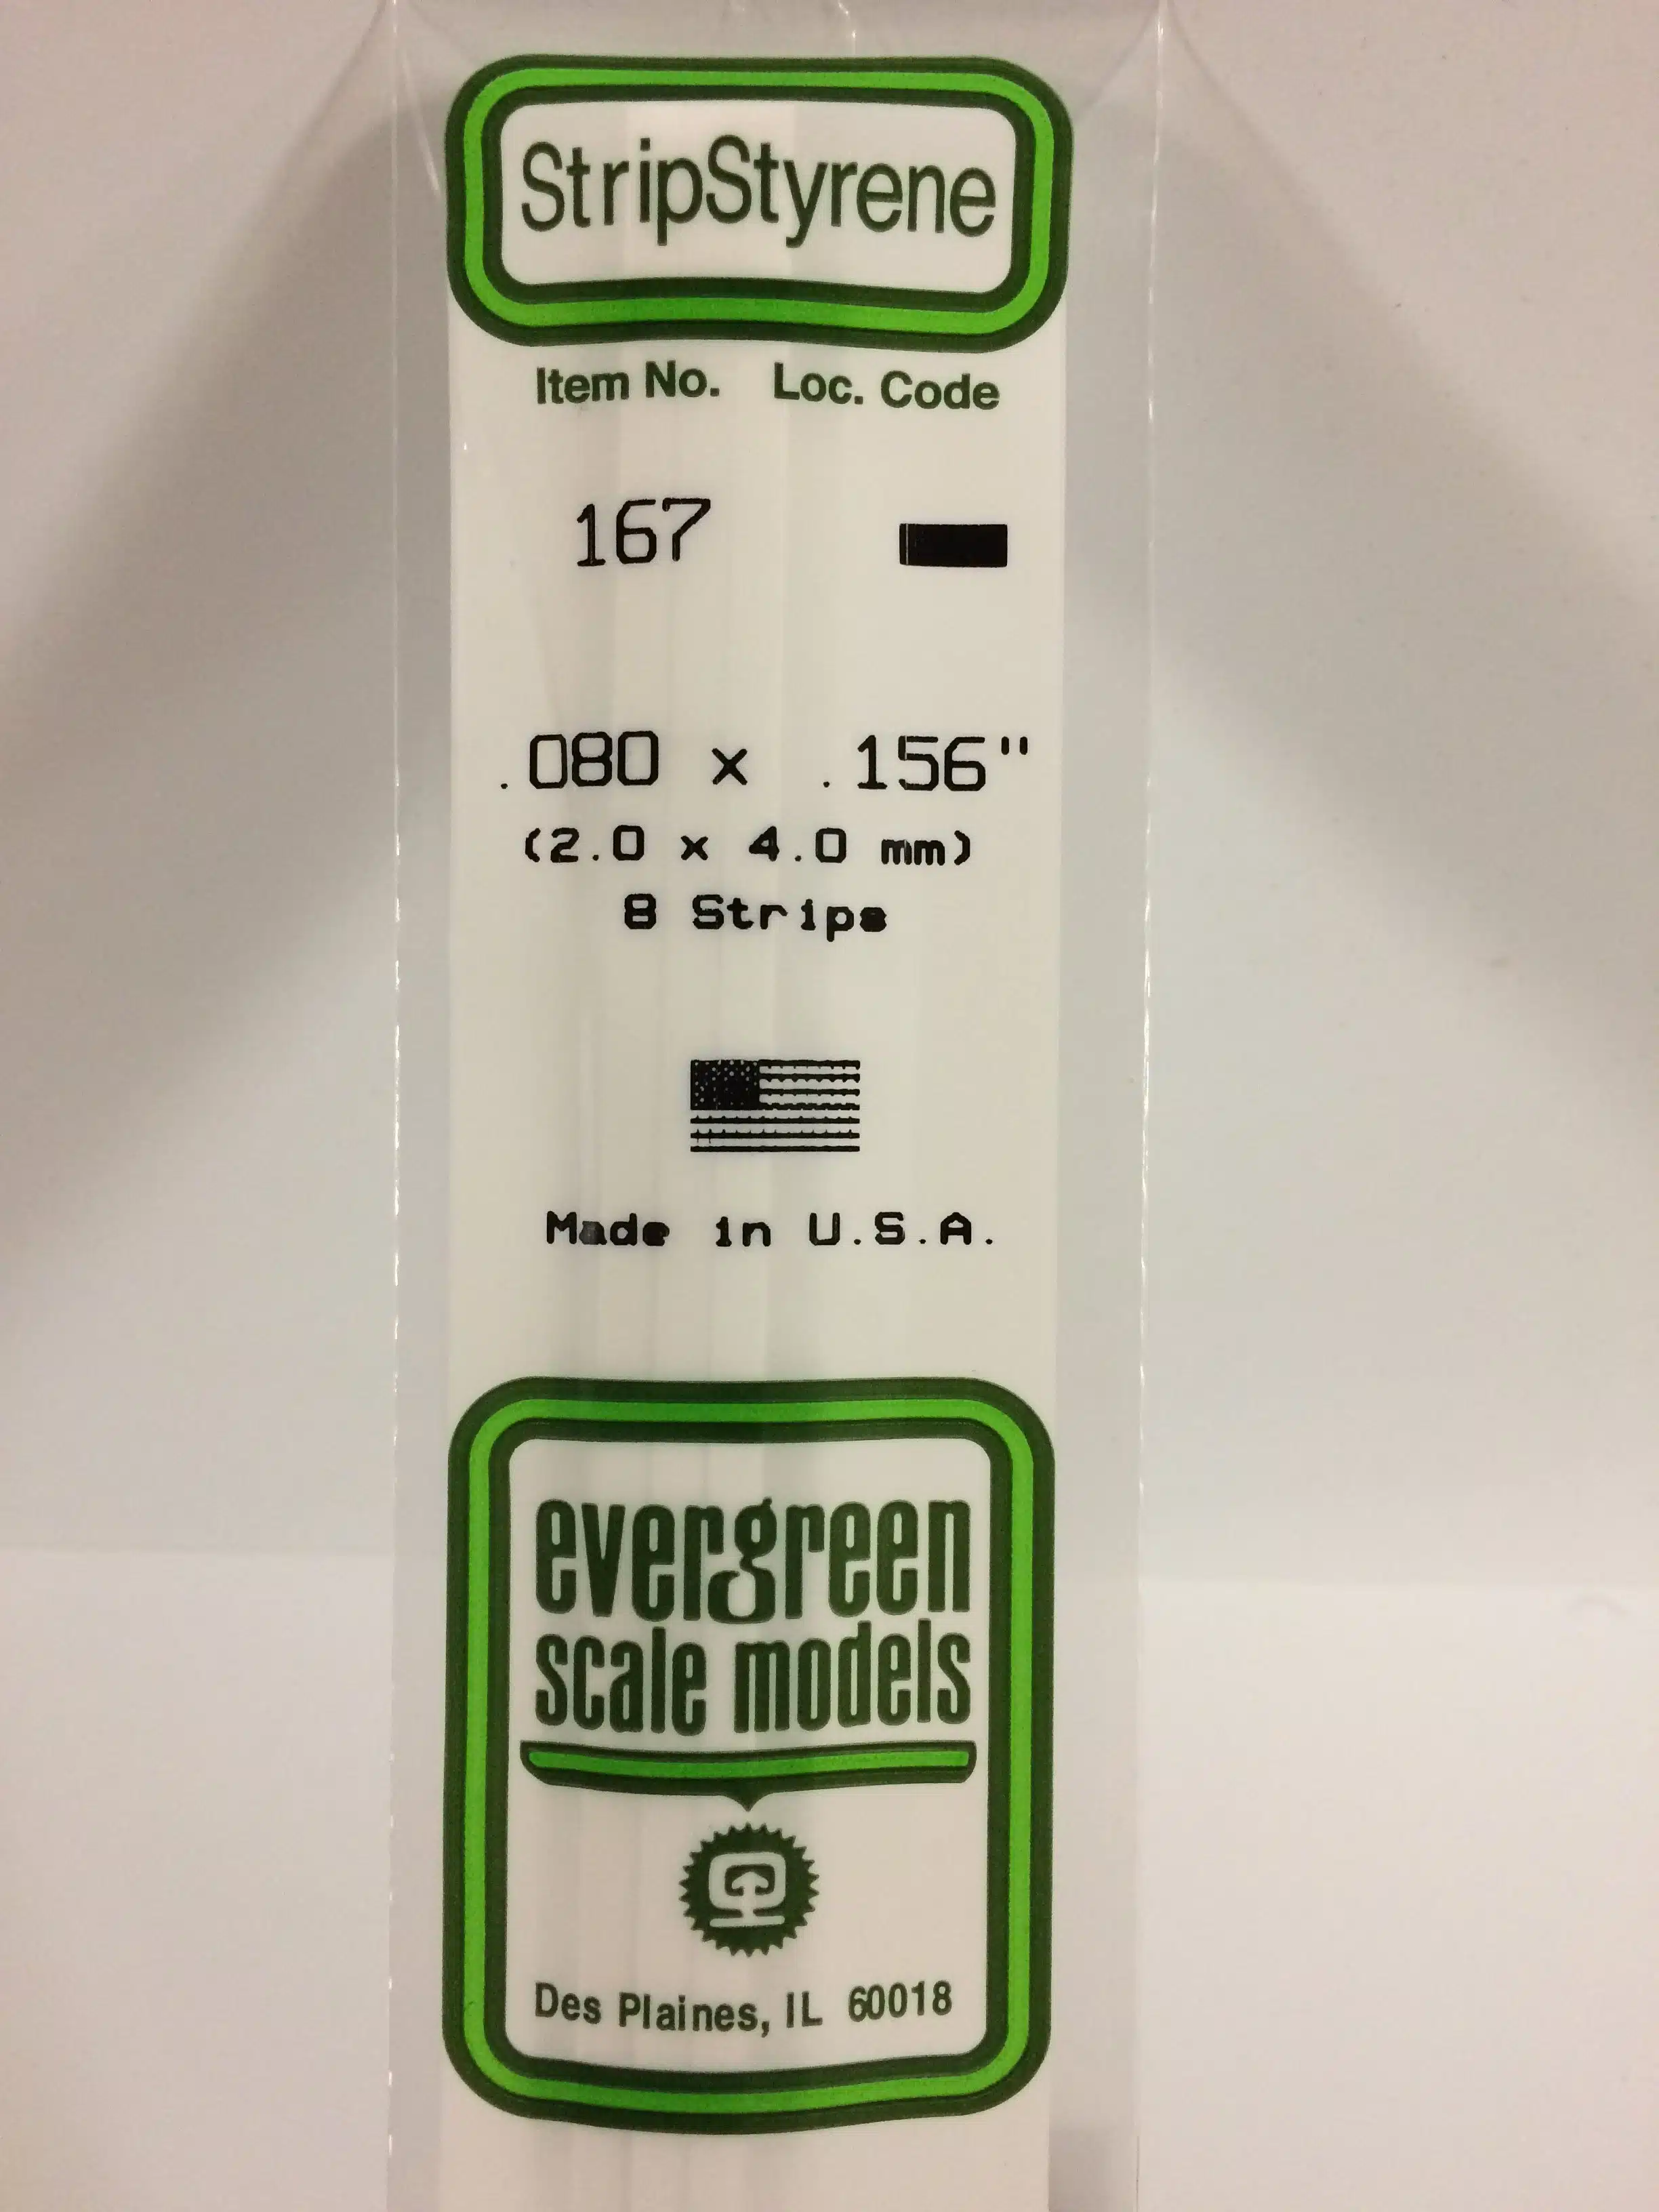 StripStyrene
Item No. Loc. Code
167
.080 x .156"
(2.0 x 4.0 mm)
8 Strips
Made in U.S.A.
evergreen
scale models
Des Plaines, IL 60018